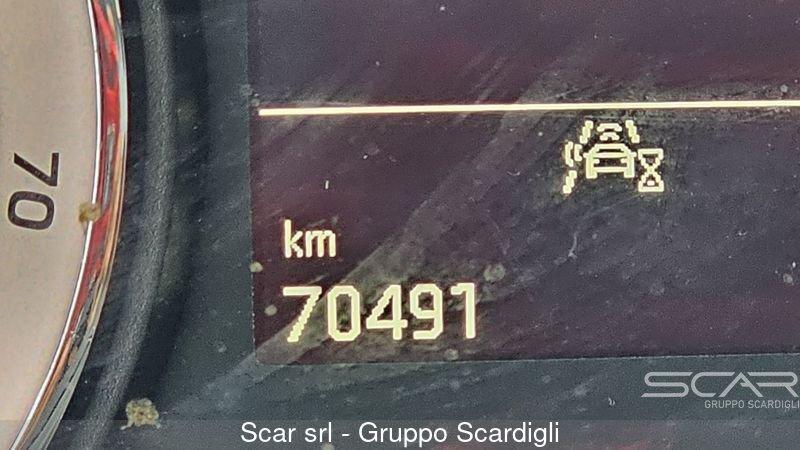 70
km
70491
SCAR
GRUPPO SCARDIGLI
Scar srl - Gruppo Scardigli